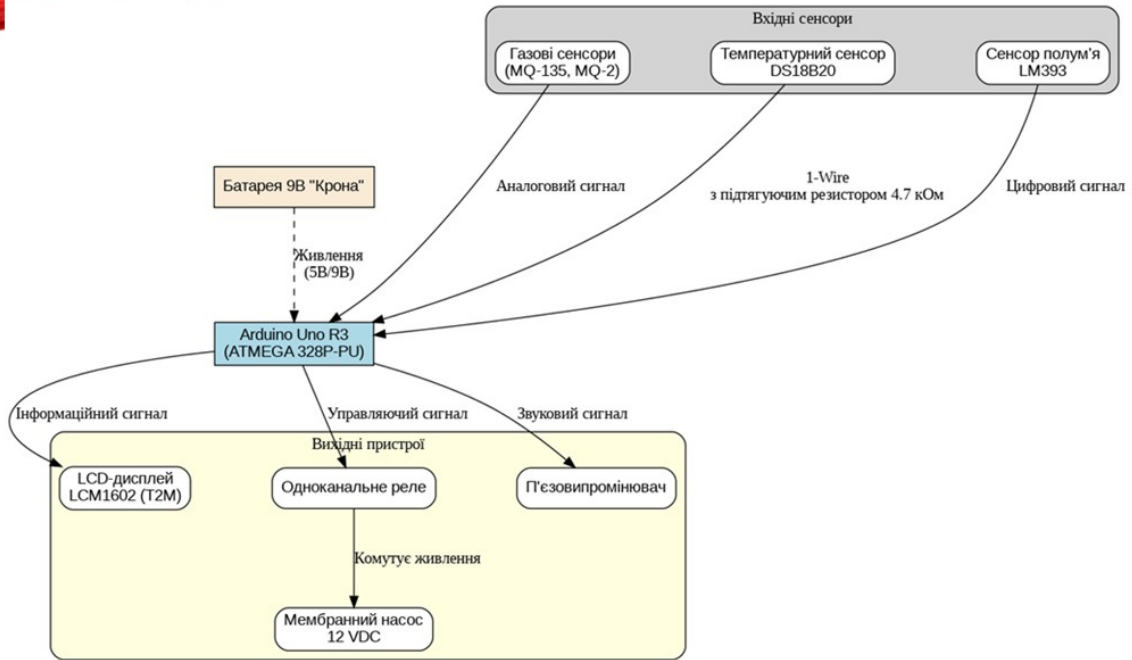 Вхідні сенсори
Газові сенсори
(MQ-135, MQ-2)
Температурний сенсор
DS18B20
Сенсор полум'я
LM393
Батарея 9В "Крона"
Аналоговий сигнал
1-Wire
з підтягуючим резистором 4.7 кОм
Цифровий сигнал
Живлення
(5В/9В)
Arduino Uno R3
(ATMEGA 328P-PU)
Інформаційний сигнал
Управляючий сигнал
Звуковий сигнал
Вихідні пристрої
LCD-дисплей
LCM1602 (T2M)
Одноканальне реле
П'єзовипромінювач
Комутує живлення
Мембранний насос
12 VDC